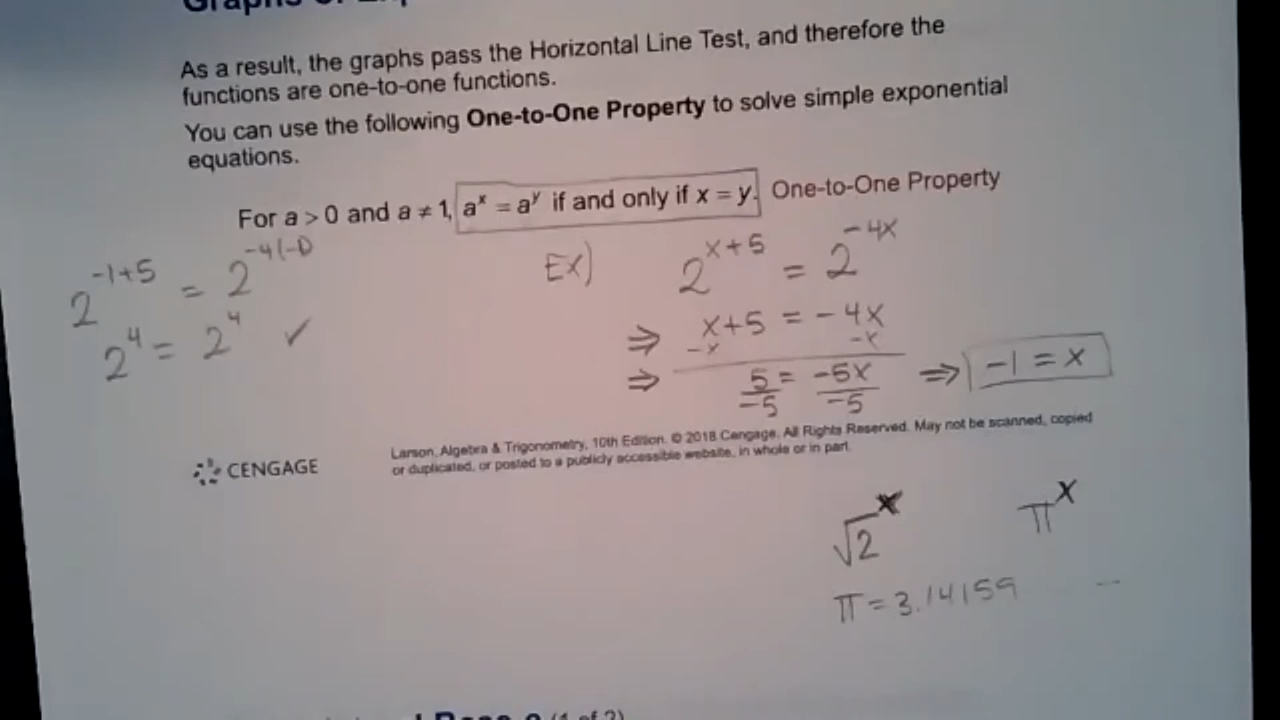 As a result, the graphs pass the Horizontal Line Test, and therefore the
functions are one-to-one functions.
You can use the following One-to-One Property to solve simple exponential
equations.
For a > 0 and a ≠ 1, aˣ = aʸ if and only if x = y. One-to-One Property
2^(-1+5) = 2^(-4(-1)
2^4 = 2^4 ✓
EX) 2^(x+5) = 2^(-4x)
⇒ x+5 = -4x
-x -x
⇒ 5/-5 = -5x/-5 ⇒ -1 = x
CENGAGE
Larson, Algebra & Trigonometry, 10th Edition. © 2018 Cengage. All Rights Reserved. May not be scanned, copied
or duplicated, or posted to a publicly accessible website, in whole or in part.
√2^x π^x
π = 3.14159 ...